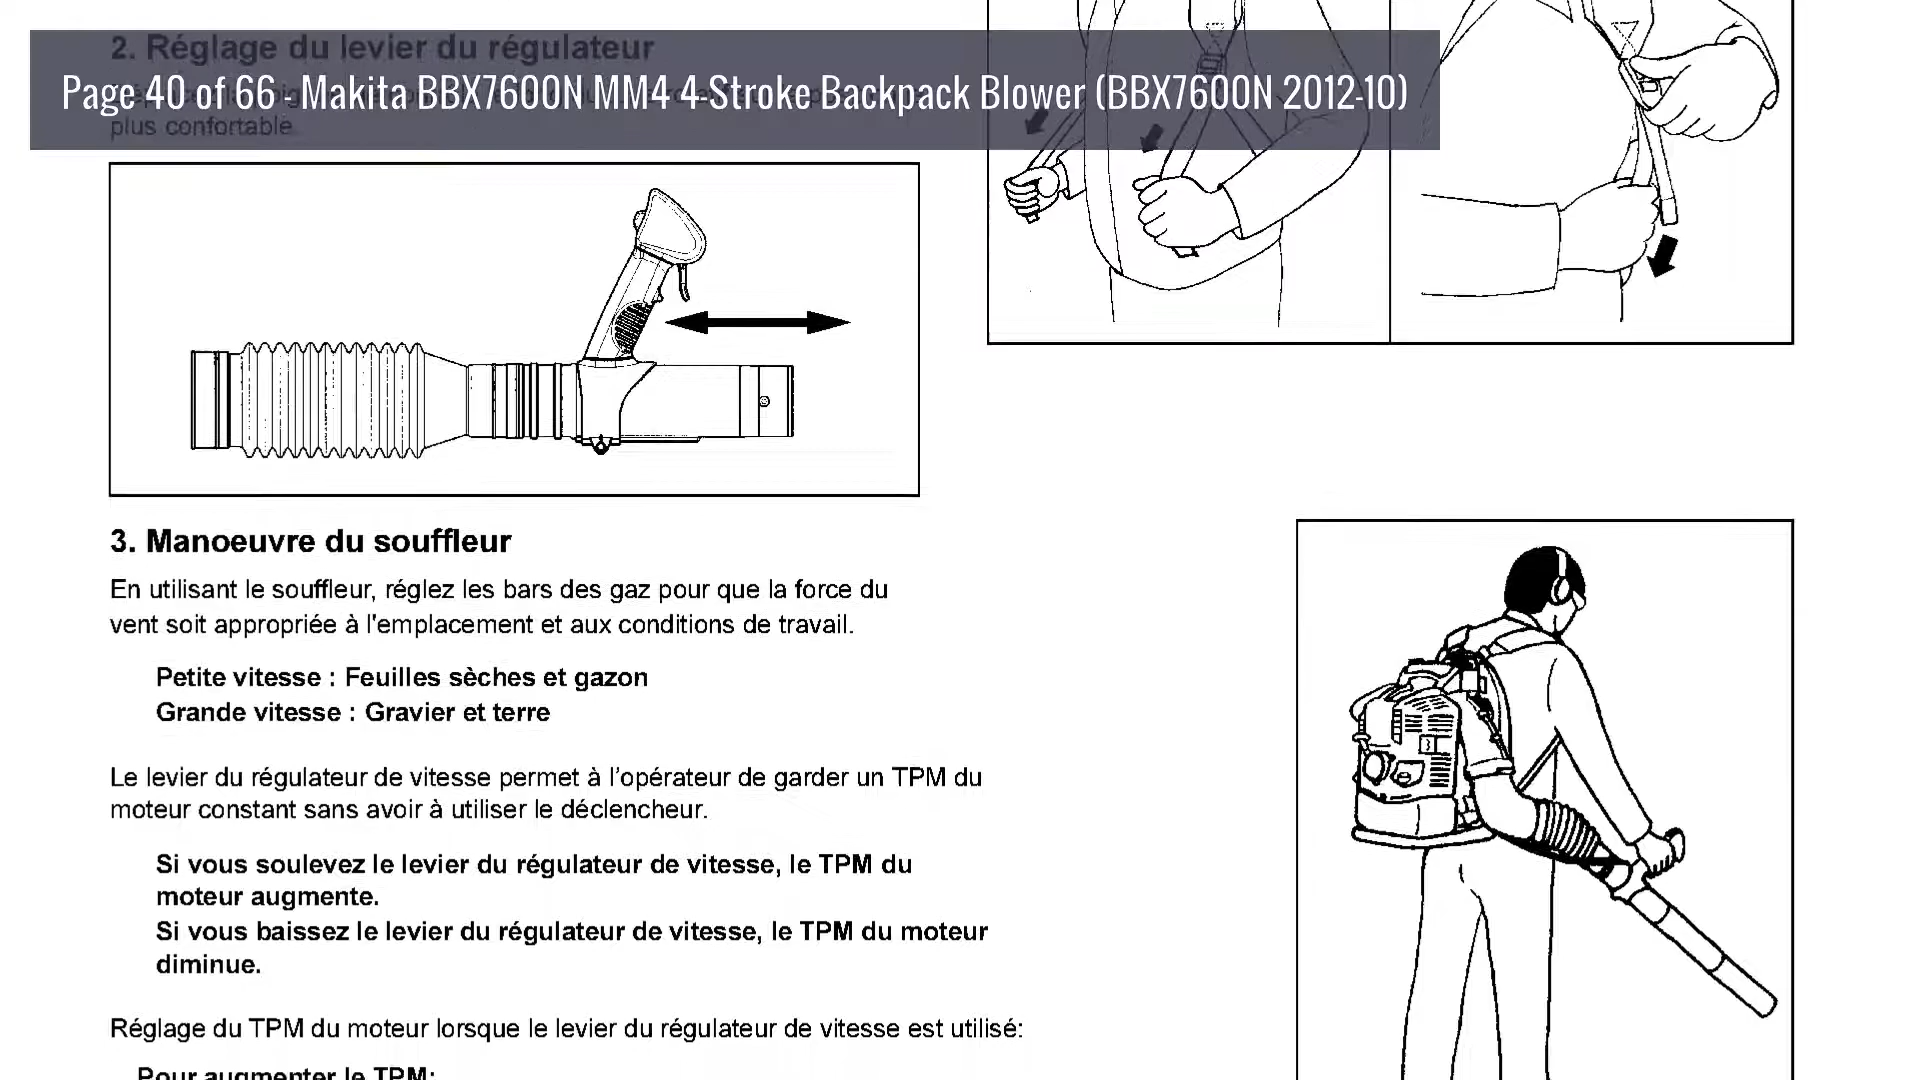 2. Réglage du levier du régulateur
Page 40 of 66 - Makita BBX7600N MM4 4-Stroke Backpack Blower (BBX7600N 2012-10)
plus confortable.
3. Manoeuvre du souffleur
En utilisant le souffleur, réglez les bars des gaz pour que la force du
vent soit appropriée à l'emplacement et aux conditions de travail.
Petite vitesse : Feuilles sèches et gazon
Grande vitesse : Gravier et terre
Le levier du régulateur de vitesse permet à l’opérateur de garder un TPM du
moteur constant sans avoir à utiliser le déclencheur.
Si vous soulevez le levier du régulateur de vitesse, le TPM du
moteur augmente.
Si vous baissez le levier du régulateur de vitesse, le TPM du moteur
diminue.
Réglage du TPM du moteur lorsque le levier du régulateur de vitesse est utilisé:
Pour augmenter le TPM: